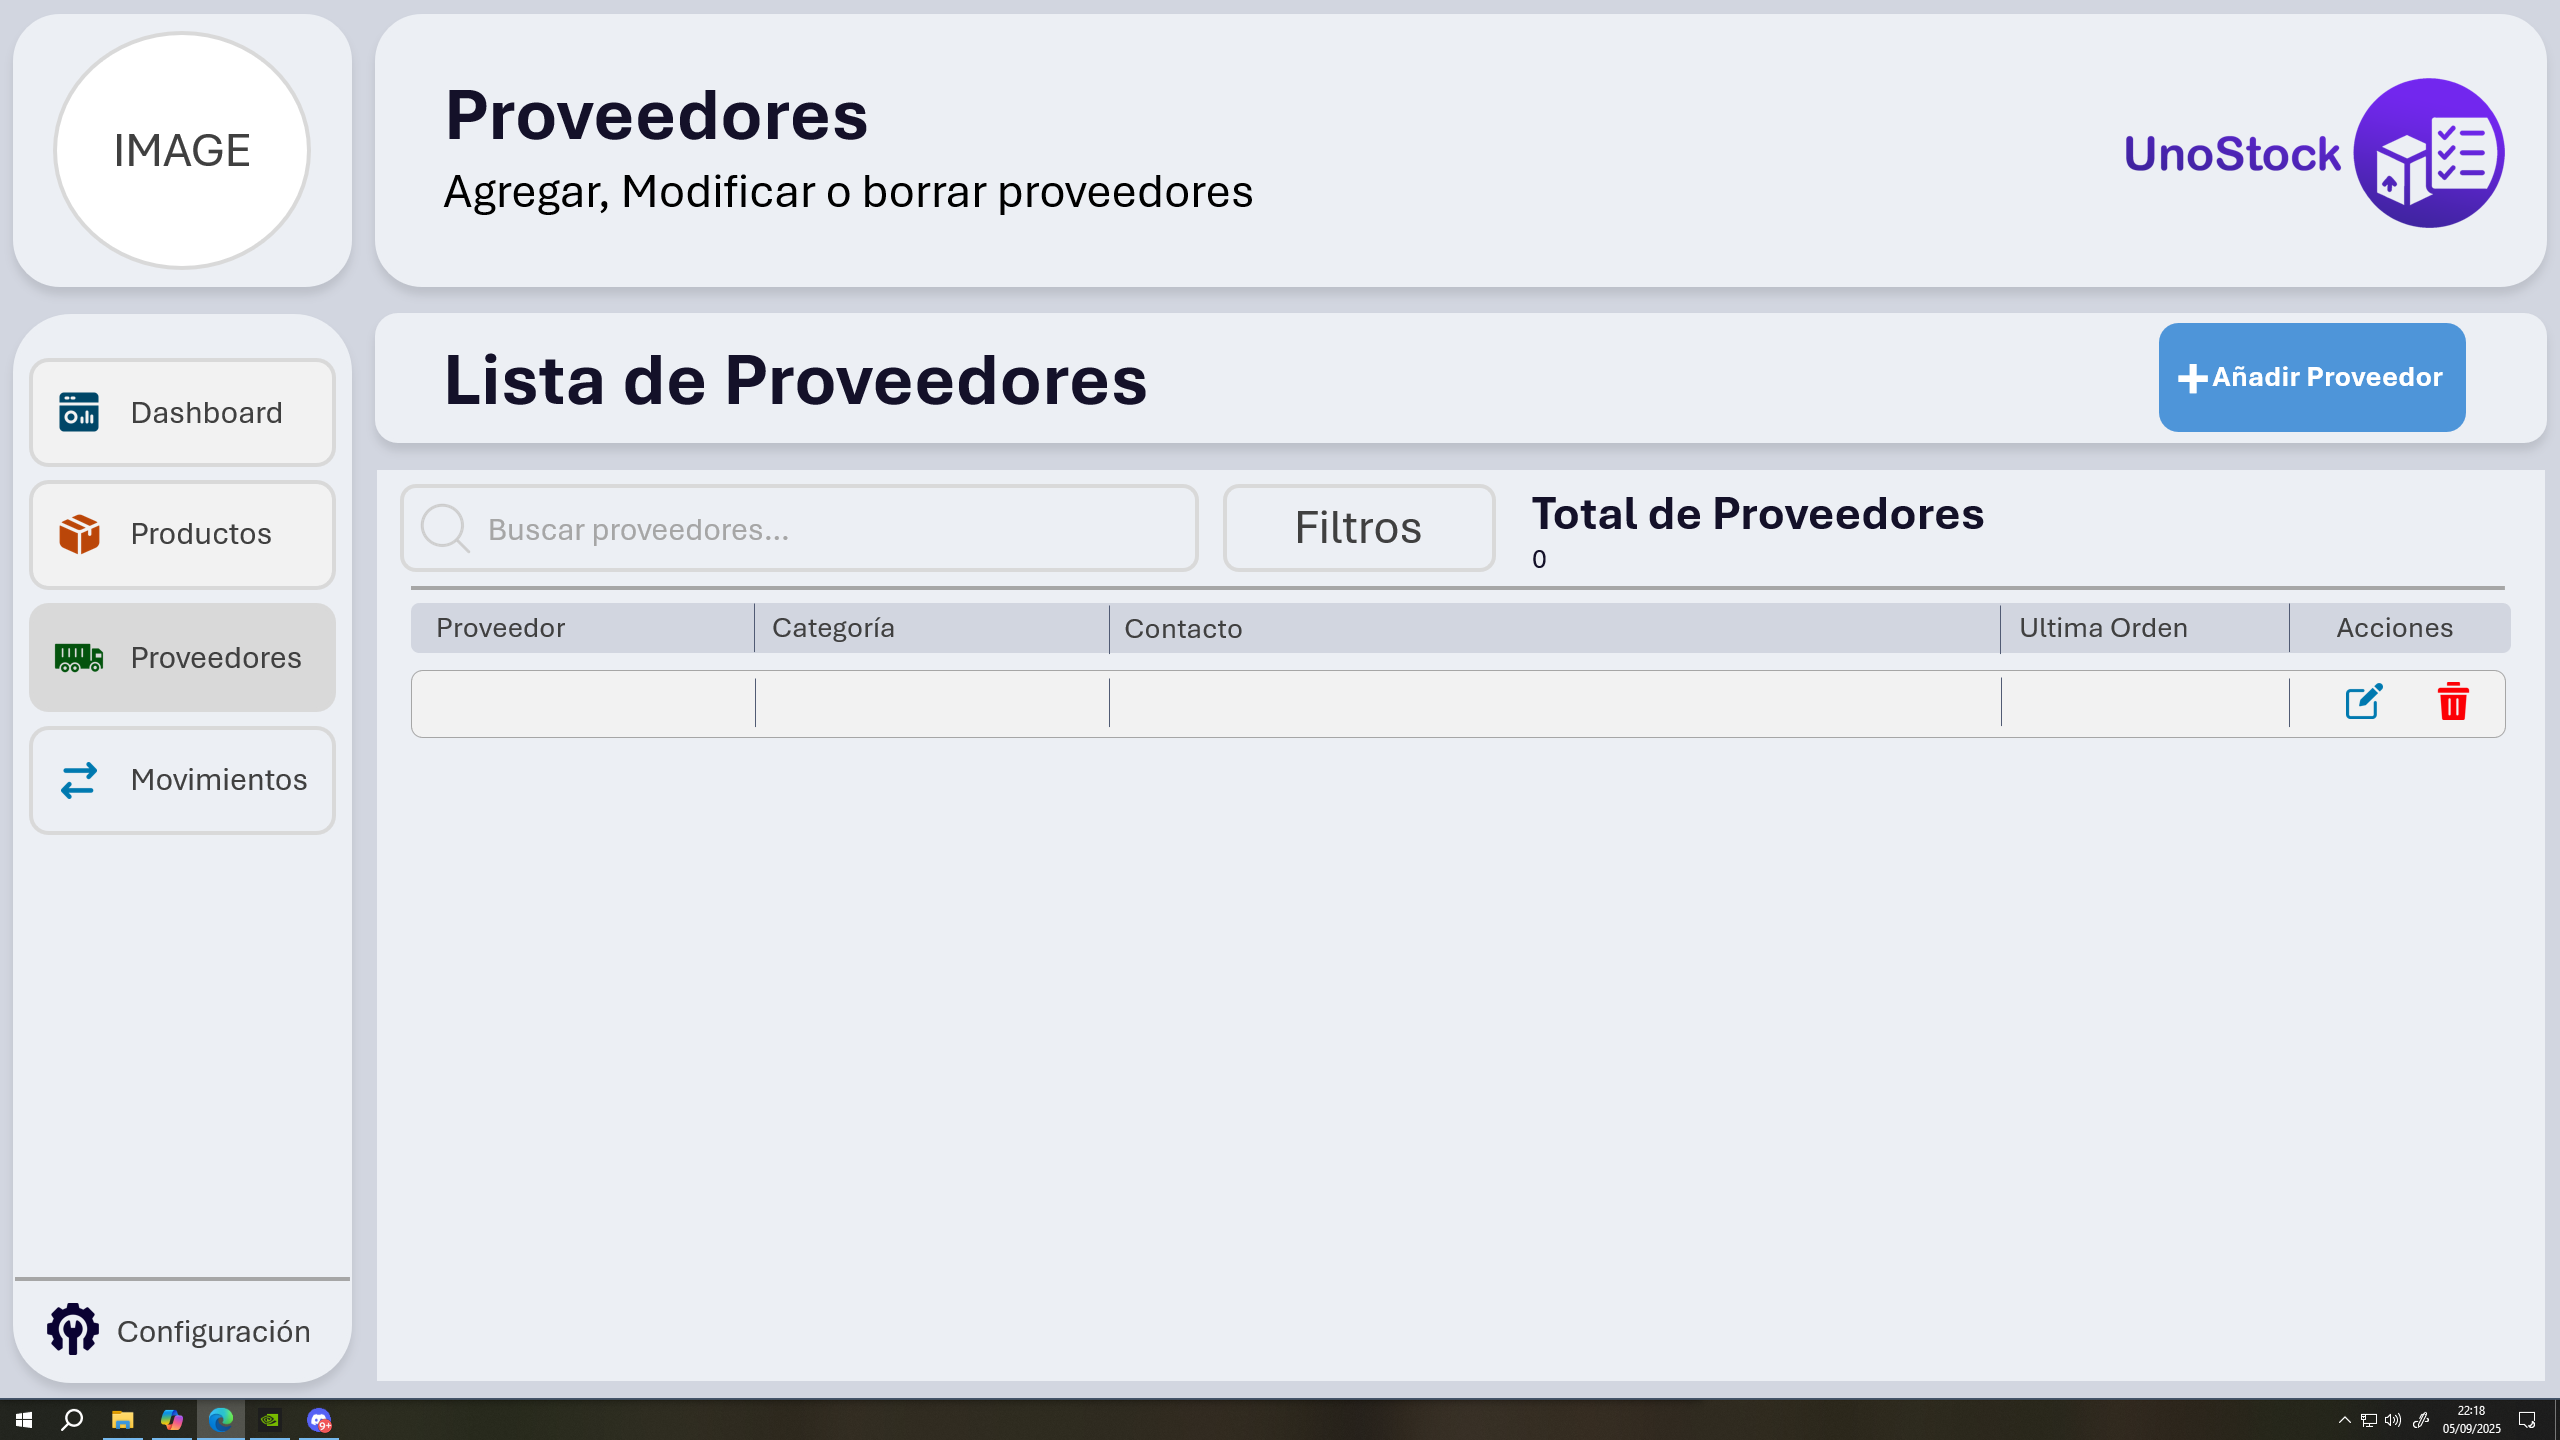 IMAGE
Proveedores
Agregar, Modificar o borrar proveedores
UnoStock
Dashboard
Productos
Proveedores
Movimientos
Configuración
Lista de Proveedores
Añadir Proveedor
Buscar proveedores...
Filtros
Total de Proveedores
0
Proveedor Categoría Contacto Ultima Orden Acciones
9+
22:18
05/09/2025